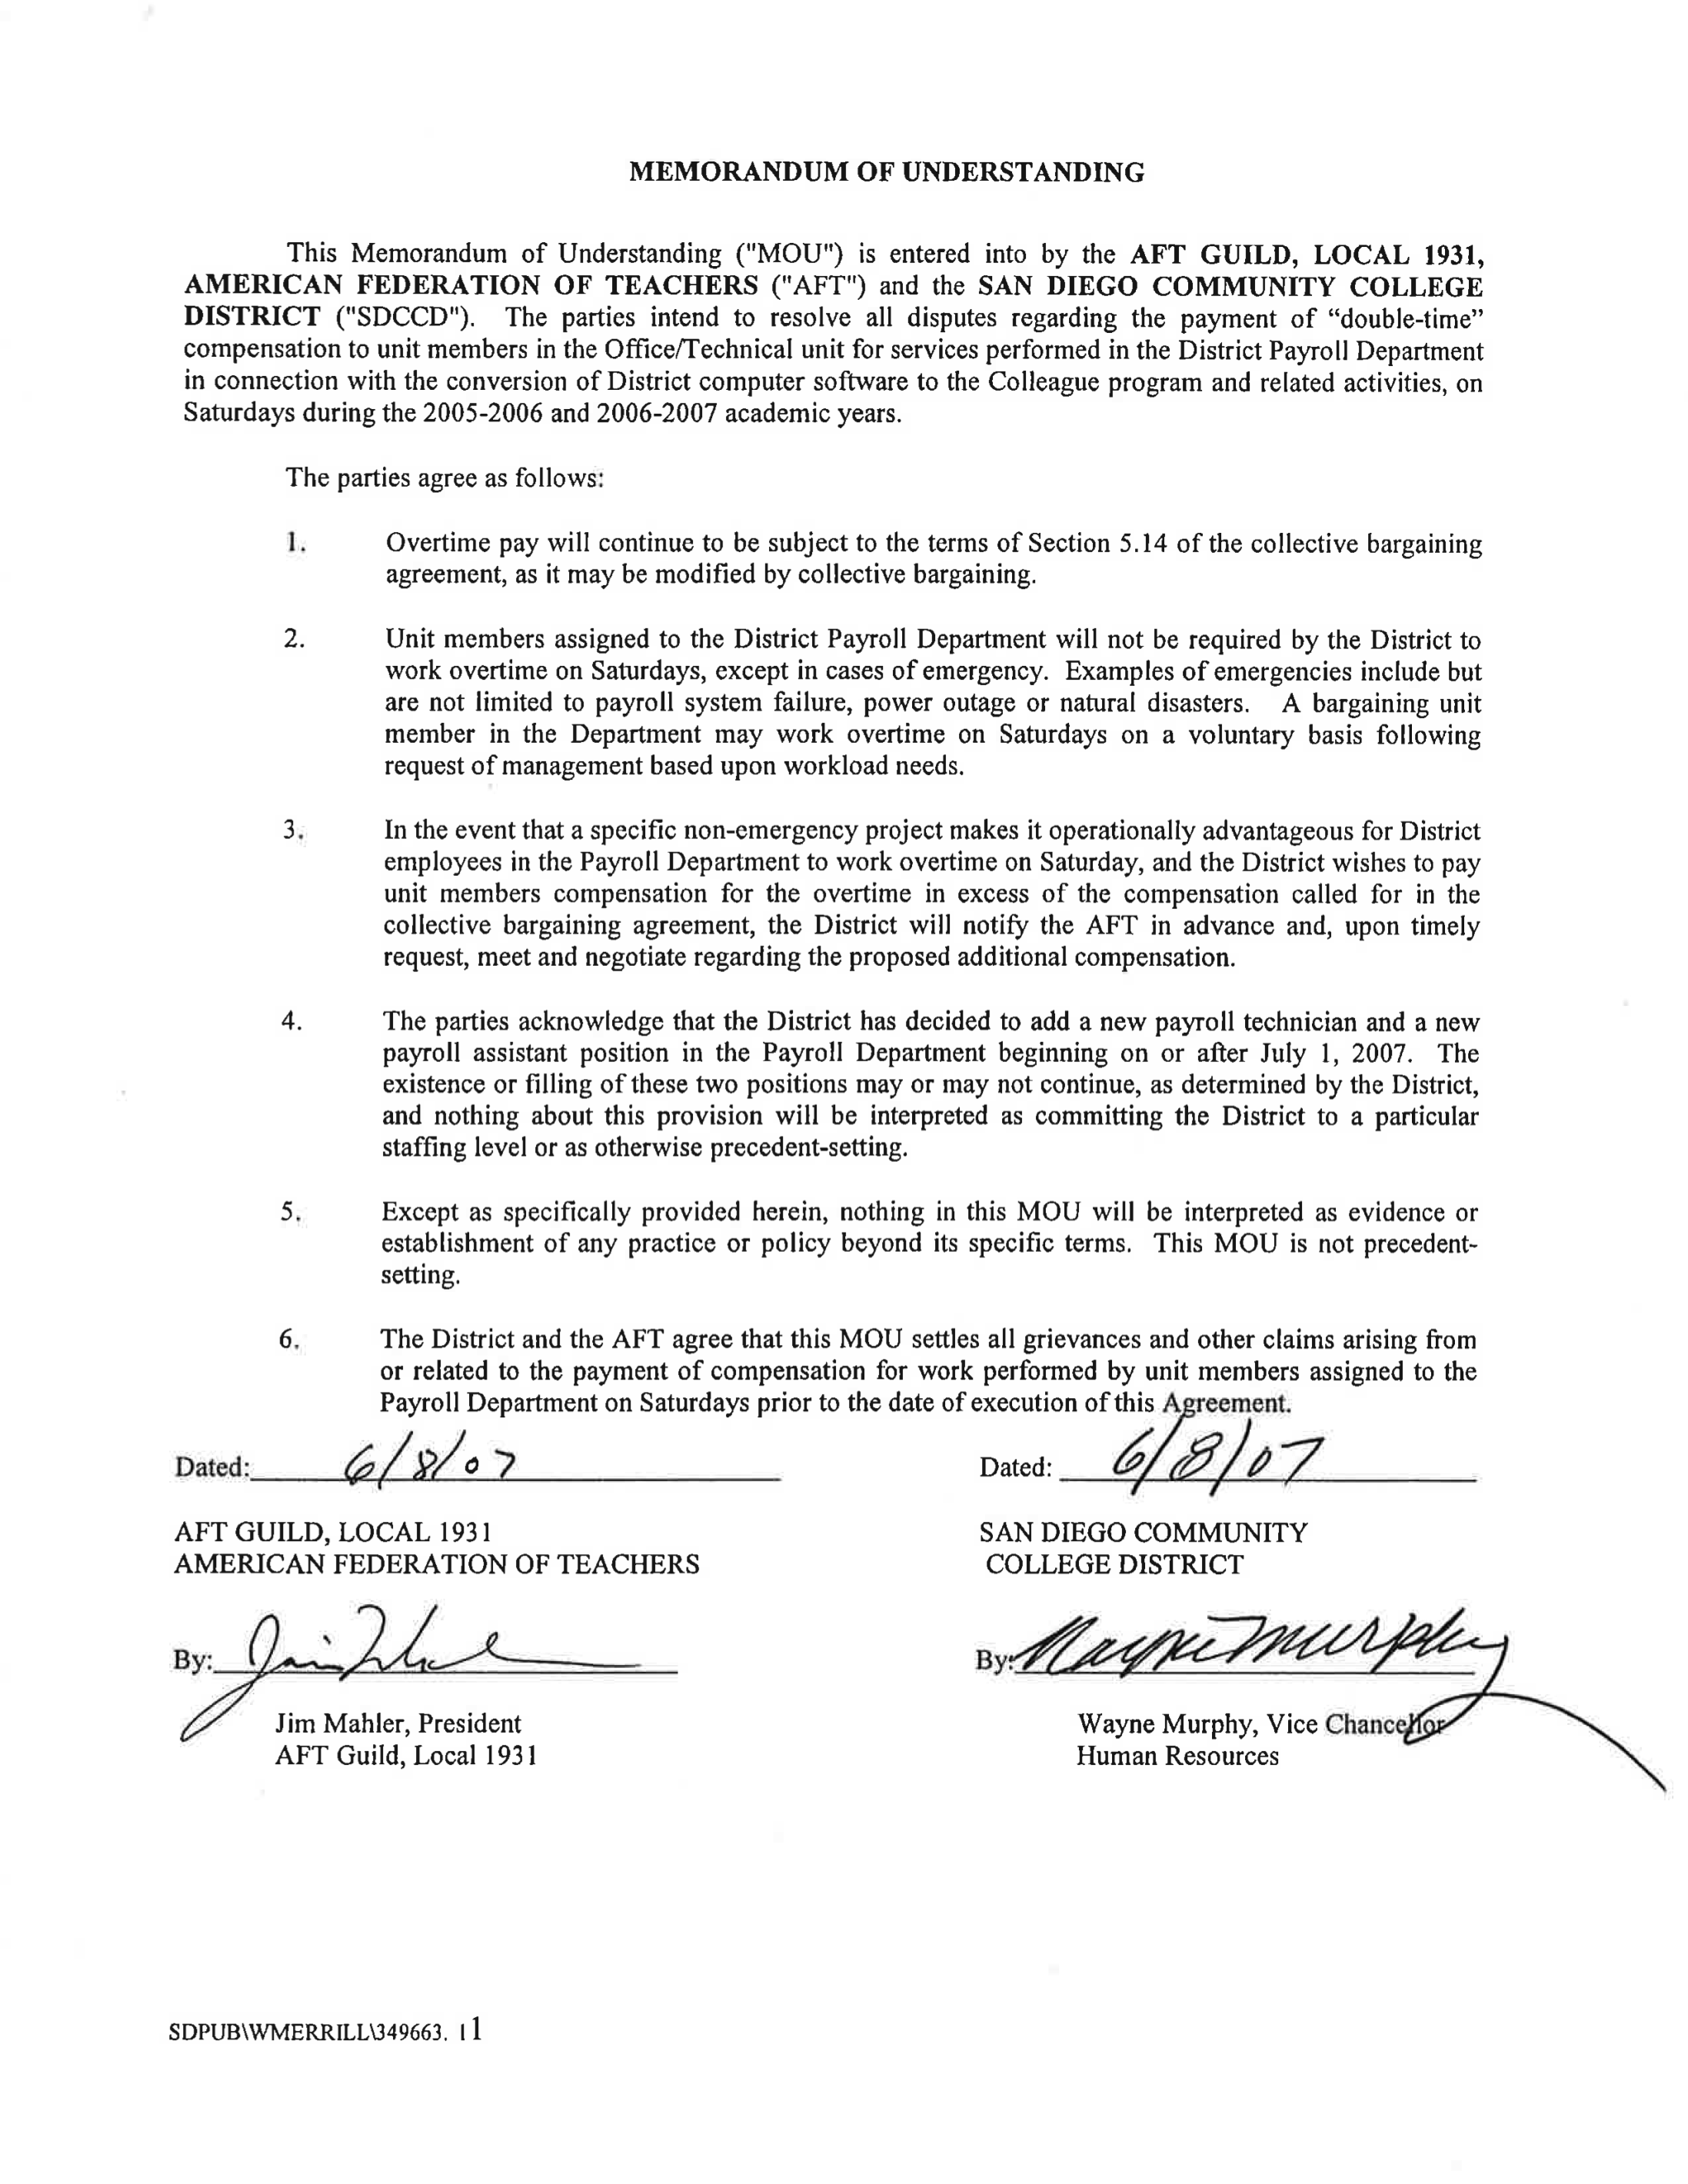 MEMORANDUM OF UNDERSTANDING
This Memorandum of Understanding ("MOU") is entered into by the AFT GUILD, LOCAL 1931,
AMERICAN FEDERATION OF TEACHERS ("AFT") and the SAN DIEGO COMMUNITY COLLEGE
DISTRICT ("SDCCD"). The parties intend to resolve all disputes regarding the payment of “double-time”
compensation to unit members in the Office/Technical unit for services performed in the District Payroll Department
in connection with the conversion of District computer software to the Colleague program and related activities, on
Saturdays during the 2005-2006 and 2006-2007 academic years.
The parties agree as follows:
1. Overtime pay will continue to be subject to the terms of Section 5.14 of the collective bargaining
agreement, as it may be modified by collective bargaining.
2. Unit members assigned to the District Payroll Department will not be required by the District to
work overtime on Saturdays, except in cases of emergency. Examples of emergencies include but
are not limited to payroll system failure, power outage or natural disasters. A bargaining unit
member in the Department may work overtime on Saturdays on a voluntary basis following
request of management based upon workload needs.
3. In the event that a specific non-emergency project makes it operationally advantageous for District
employees in the Payroll Department to work overtime on Saturday, and the District wishes to pay
unit members compensation for the overtime in excess of the compensation called for in the
collective bargaining agreement, the District will notify the AFT in advance and, upon timely
request, meet and negotiate regarding the proposed additional compensation.
4. The parties acknowledge that the District has decided to add a new payroll technician and a new
payroll assistant position in the Payroll Department beginning on or after July 1, 2007. The
existence or filling of these two positions may or may not continue, as determined by the District,
and nothing about this provision will be interpreted as committing the District to a particular
staffing level or as otherwise precedent-setting.
5. Except as specifically provided herein, nothing in this MOU will be interpreted as evidence or
establishment of any practice or policy beyond its specific terms. This MOU is not precedent-
setting.
6. The District and the AFT agree that this MOU settles all grievances and other claims arising from
or related to the payment of compensation for work performed by unit members assigned to the
Payroll Department on Saturdays prior to the date of execution of this Agreement.
Dated: 6/8/07 Dated: 6/8/07
AFT GUILD, LOCAL 1931 SAN DIEGO COMMUNITY
AMERICAN FEDERATION OF TEACHERS COLLEGE DISTRICT
By: By: Wayne Murphy
Jim Mahler, President Wayne Murphy, Vice Chancellor
AFT Guild, Local 1931 Human Resources
SDPUB\WMERRILL\349663. 11